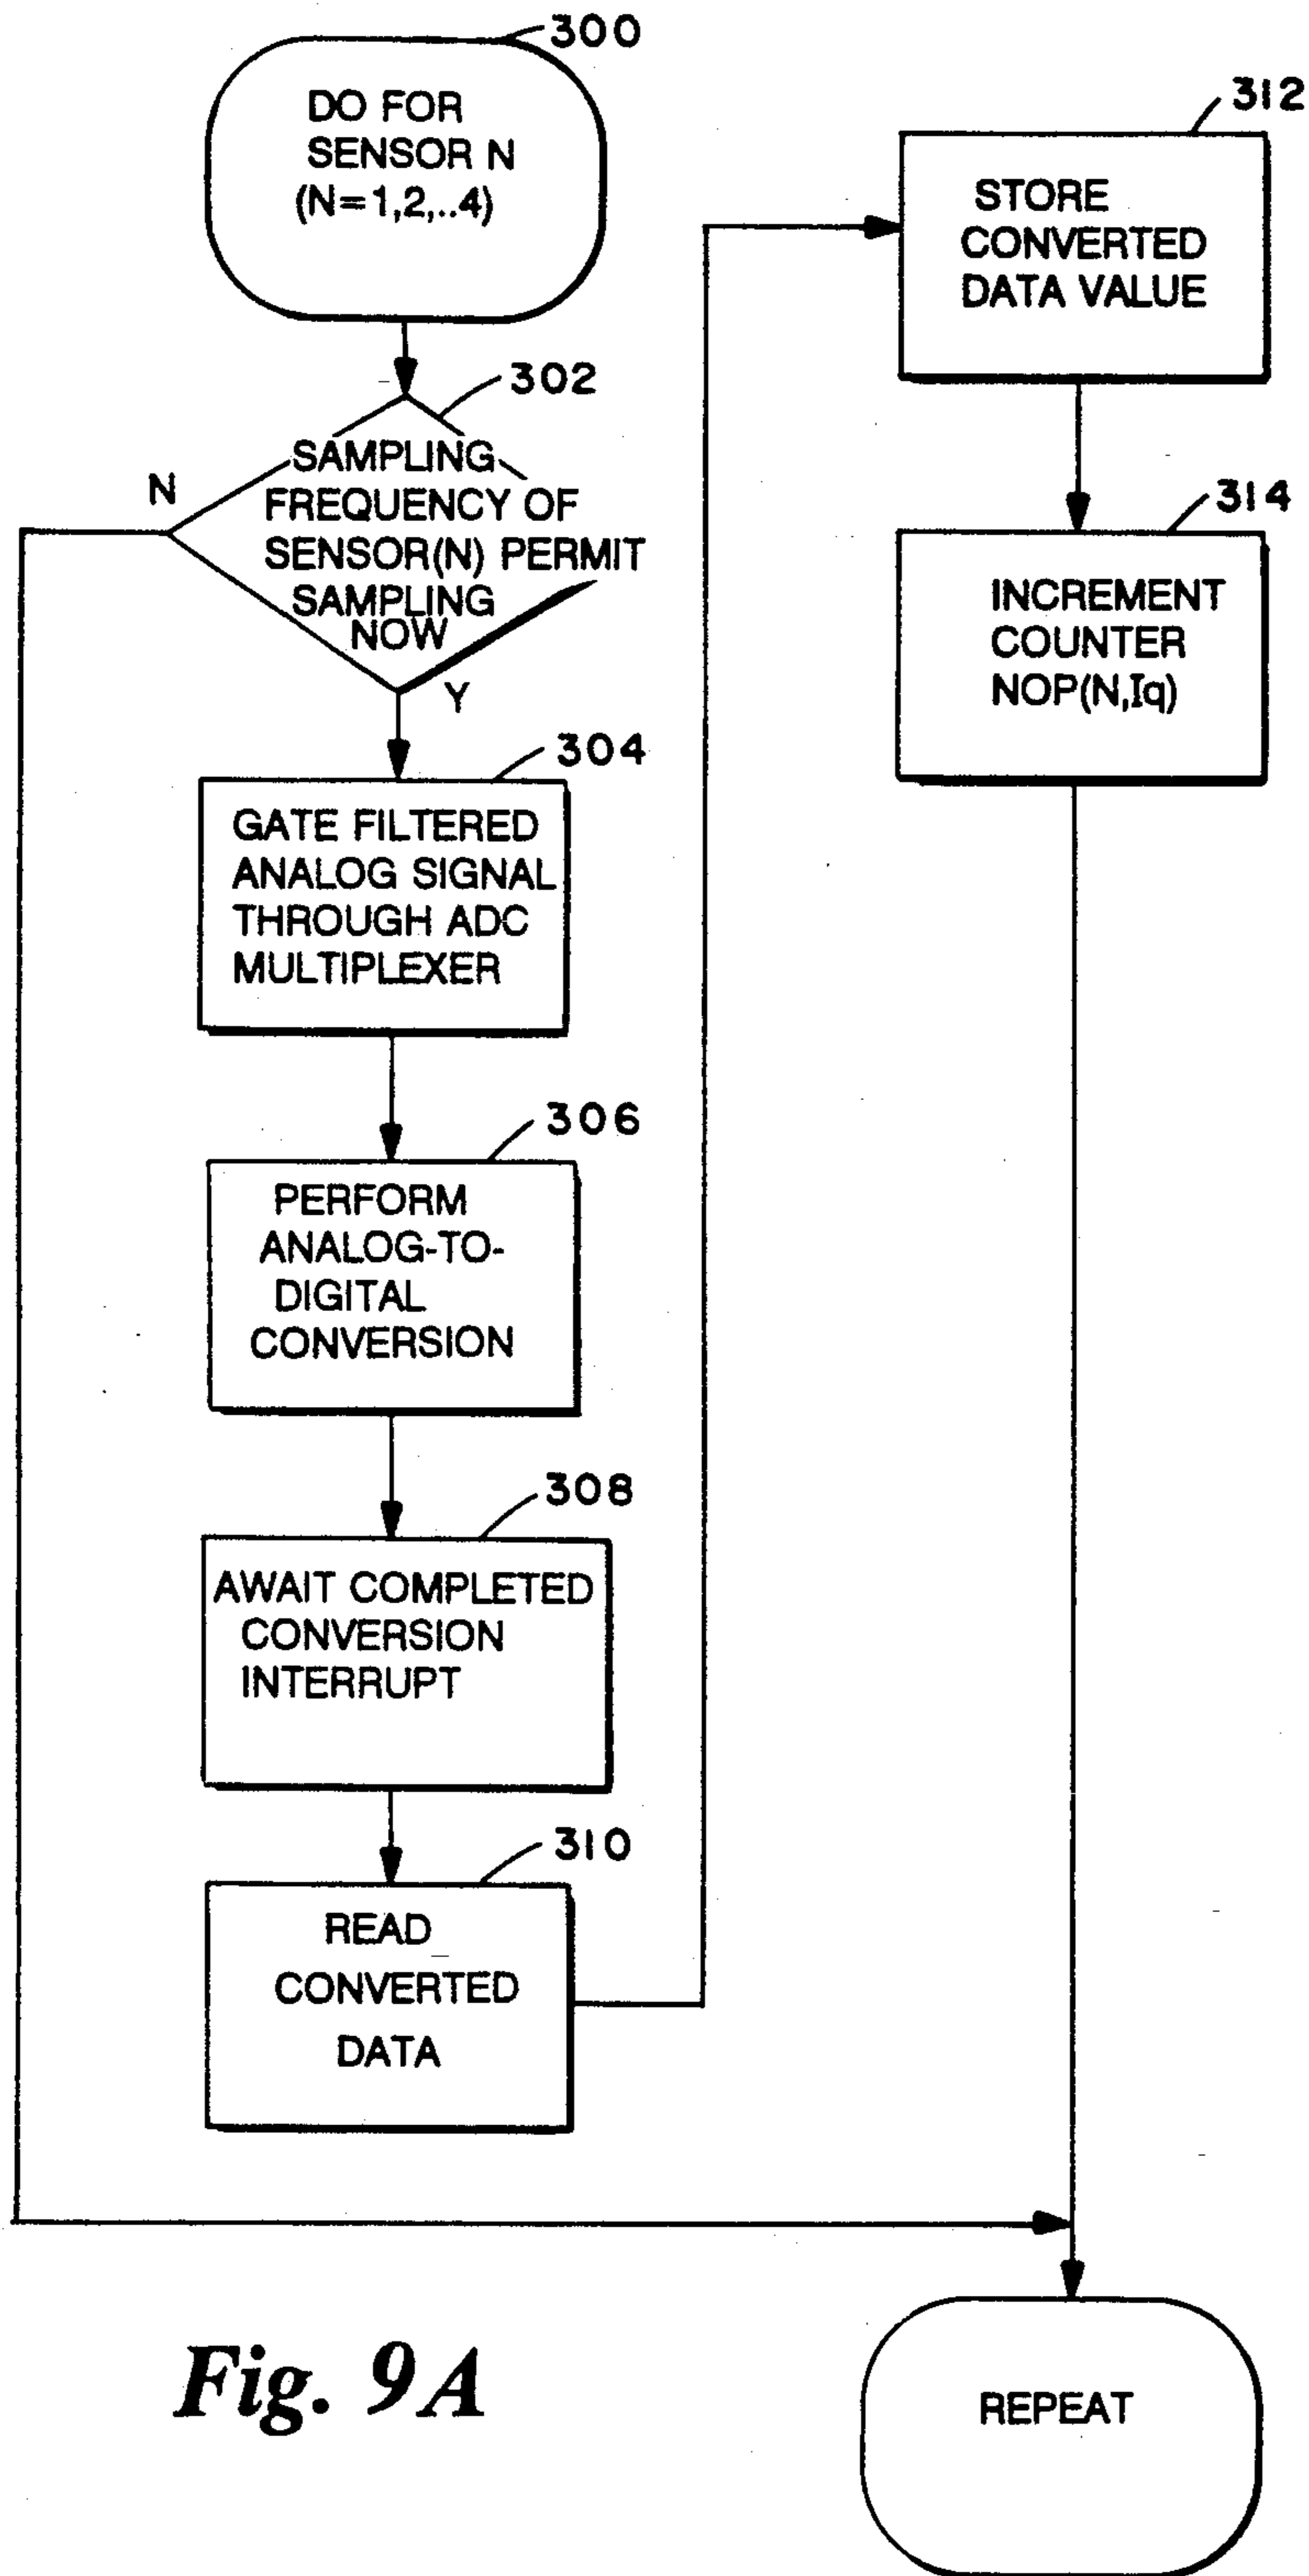 300
DO FOR
SENSOR N
(N=1,2,..4)
302
SAMPLING
FREQUENCY OF
SENSOR(N) PERMIT
SAMPLING
NOW
N
Y
304
GATE FILTERED
ANALOG SIGNAL
THROUGH ADC
MULTIPLEXER
306
PERFORM
ANALOG-TO-
DIGITAL
CONVERSION
308
AWAIT COMPLETED
CONVERSION
INTERRUPT
310
READ
CONVERTED
DATA
312
STORE
CONVERTED
DATA VALUE
314
INCREMENT
COUNTER
NOP(N,Iq)
REPEAT
Fig. 9A